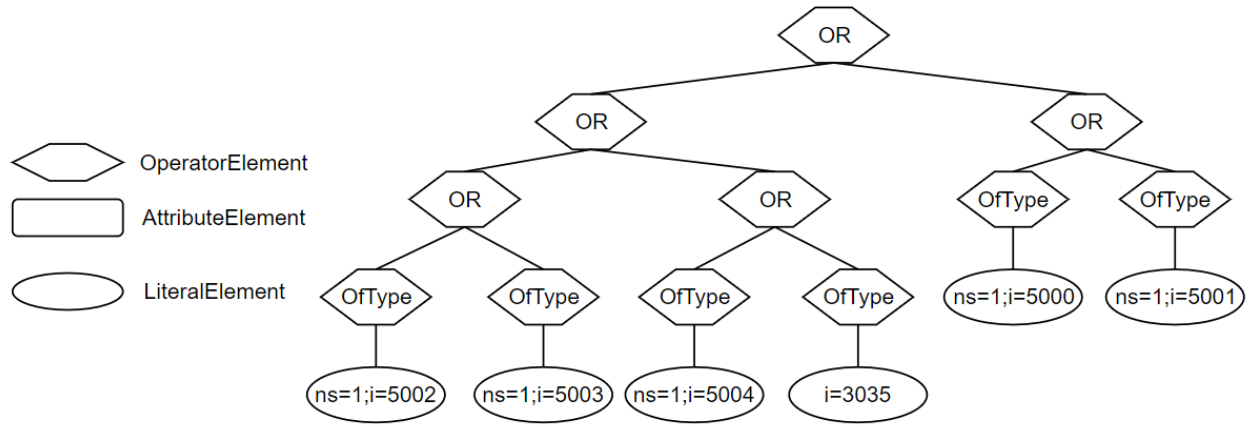 OR
OR
OR
OperatorElement
AttributeElement
LiteralElement
OR
OR
OfType
OfType
OfType
OfType
OfType
OfType
ns=1;i=5000
ns=1;i=5001
ns=1;i=5002
ns=1;i=5003
ns=1;i=5004
i=3035